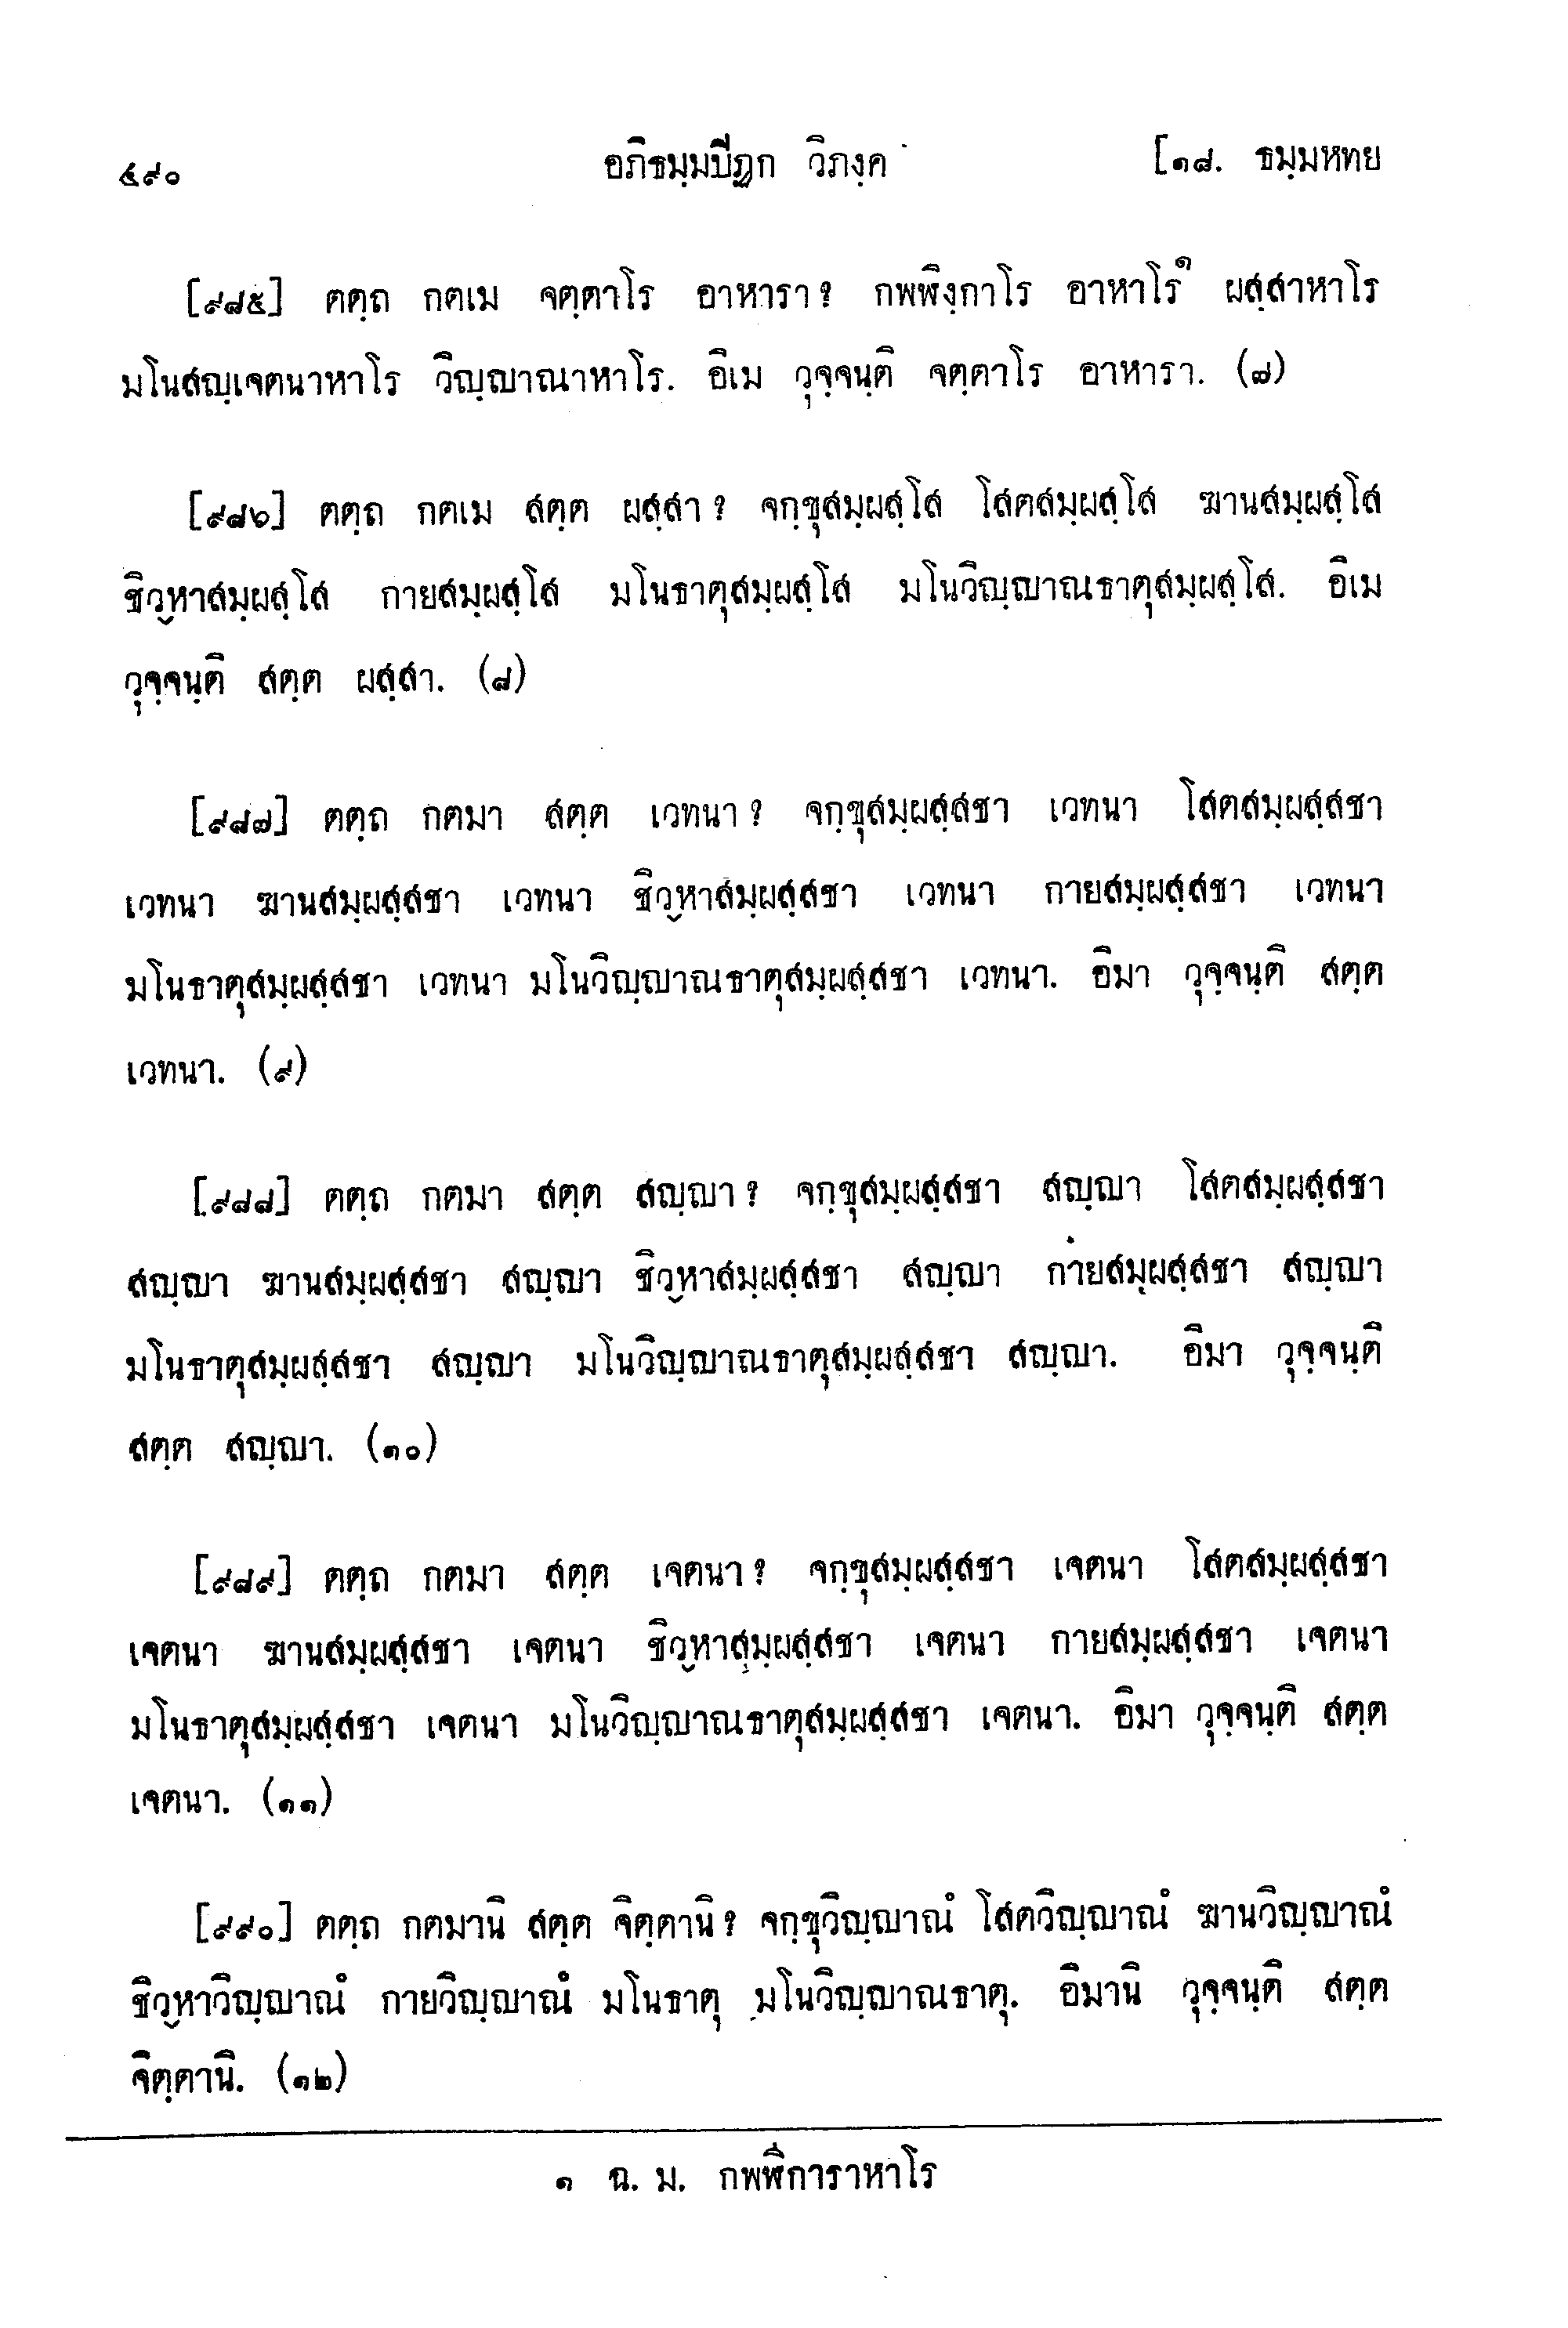 ๕๙๐ อภิธมฺมปีฏก วิภงฺค [๑๘. ธมฺมหทย
[๙๘๕] ตตฺถ กตเม จตฺตาโร อาหารา? กพพิงฺกาโร อาหาโร๑ ผสฺสาหาโร
มโนสญฺเจตนาหาโร วิญฺญาณาหาโร. อิเม วุจฺจนฺติ จตฺตาโร อาหารา. (๗)
[๙๘๖] ตตฺถ กตเม สตฺต ผสฺสา? จกฺขุสมฺผสฺโส โสตสมฺผสฺโส ฆานสมฺผสฺโส
ชิวฺหาสมฺผสฺโส กายสมฺผสฺโส มโนธาตุสมฺผสฺโส มโนวิญฺญาณธาตุสมฺผสฺโส. อิเม
วุจฺจนฺติ สตฺต ผสฺสา. (๘)
[๙๘๗] ตตฺถ กตมา สตฺต เวทนา? จกฺขุสมฺผสฺสชา เวทนา โสตสมฺผสฺสชา
เวทนา ฆานสมฺผสฺสชา เวทนา ชิวฺหาสมฺผสฺสชา เวทนา กายสมฺผสฺสชา เวทนา
มโนธาตุสมฺผสฺสชา เวทนา มโนวิญฺญาณธาตุสมฺผสฺสชา เวทนา. อิมา วุจฺจนฺติ สตฺต
เวทนา. (๙)
[๙๘๘] ตตฺถ กตมา สตฺต สญฺญา? จกฺขุสมฺผสฺสชา สญฺญา โสตสมฺผสฺสชา
สญฺญา ฆานสมฺผสฺสชา สญฺญา ชิวฺหาสมฺผสฺสชา สญฺญา กายสมฺผสฺสชา สญฺญา
มโนธาตุสมฺผสฺสชา สญฺญา มโนวิญฺญาณธาตุสมฺผสฺสชา สญฺญา. อิมา วุจฺจนฺติ
สตฺต สญฺญา. (๑๐)
[๙๘๙] ตตฺถ กตมา สตฺต เจตนา? จกฺขุสมฺผสฺสชา เจตนา โสตสมฺผสฺสชา
เจตนา ฆานสมฺผสฺสชา เจตนา ชิวฺหาสมฺผสฺสชา เจตนา กายสมฺผสฺสชา เจตนา
มโนธาตุสมฺผสฺสชา เจตนา มโนวิญฺญาณธาตุสมฺผสฺสชา เจตนา. อิมา วุจฺจนฺติ สตฺต
เจตนา. (๑๑)
[๙๙๐] ตตฺถ กตมานิ สตฺต จิตฺตานิ? จกฺขุวิญฺญาณํ โสตวิญฺญาณํ ฆานวิญฺญาณํ
ชิวฺหาวิญฺญาณํ กายวิญฺญาณํ มโนธาตุ มโนวิญฺญาณธาตุ. อิมานิ วุจฺจนฺติ สตฺต
จิตฺตานิ. (๑๒)
๑ ฉ. ม. กพฬีการาหาโร